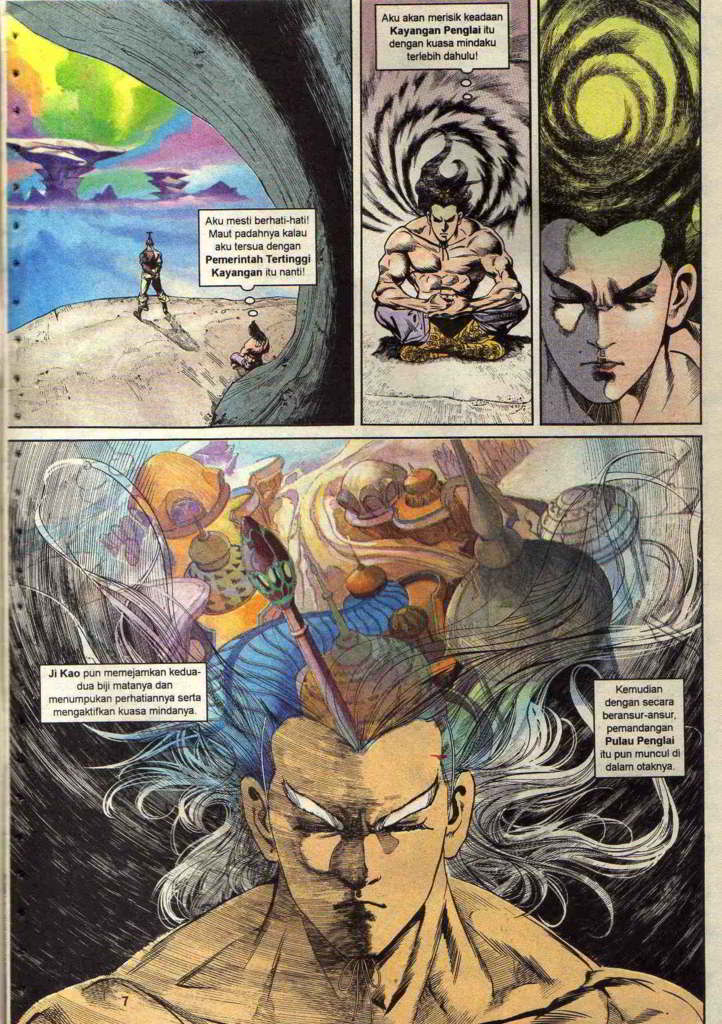 Aku mesti berhati-hati!
Maut padahnya kalau
aku tersua dengan
Pemerintah Tertinggi
Kayangan itu nanti!
Aku akan merisik keadaan
Kayangan Penglai itu
dengan kuasa mindaku
terlebih dahulu!
Ji Kao pun memejamkan kedua-
dua biji matanya dan
menumpukan perhatiannya serta
mengaktifkan kuasa mindanya.
Kemudian
dengan secara
beransur-ansur,
pemandangan
Pulau Penglai
itu pun muncul di
dalam otaknya.
7